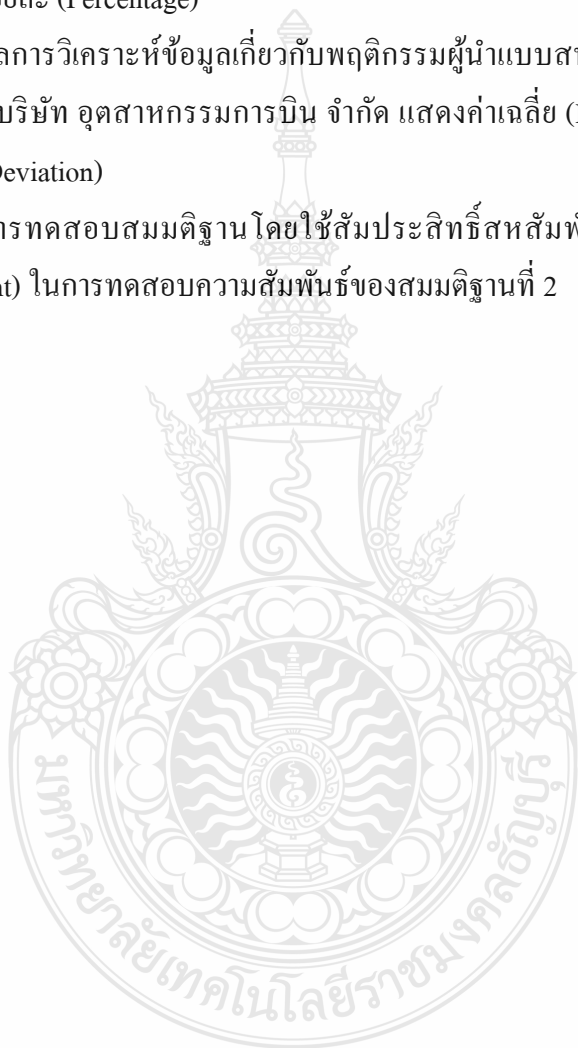 (Percentage)
ลการวิเคราะห์ข้อมูลเกี่ยวกับพฤติกรรมผู้นำแบบส
บริษัท อุตสาหกรรมการบิน จำกัด แสดงค่าเฉลี่ย (
Deviation)
ารทดสอบสมมติฐานโดยใช้สัมประสิทธิ์สหสัมพั
nt) ในการทดสอบความสัมพันธ์ของสมมติฐานที่ 2
มหาวิทยาลัยเทคโนโลยีราชมงคลธัญบุรี